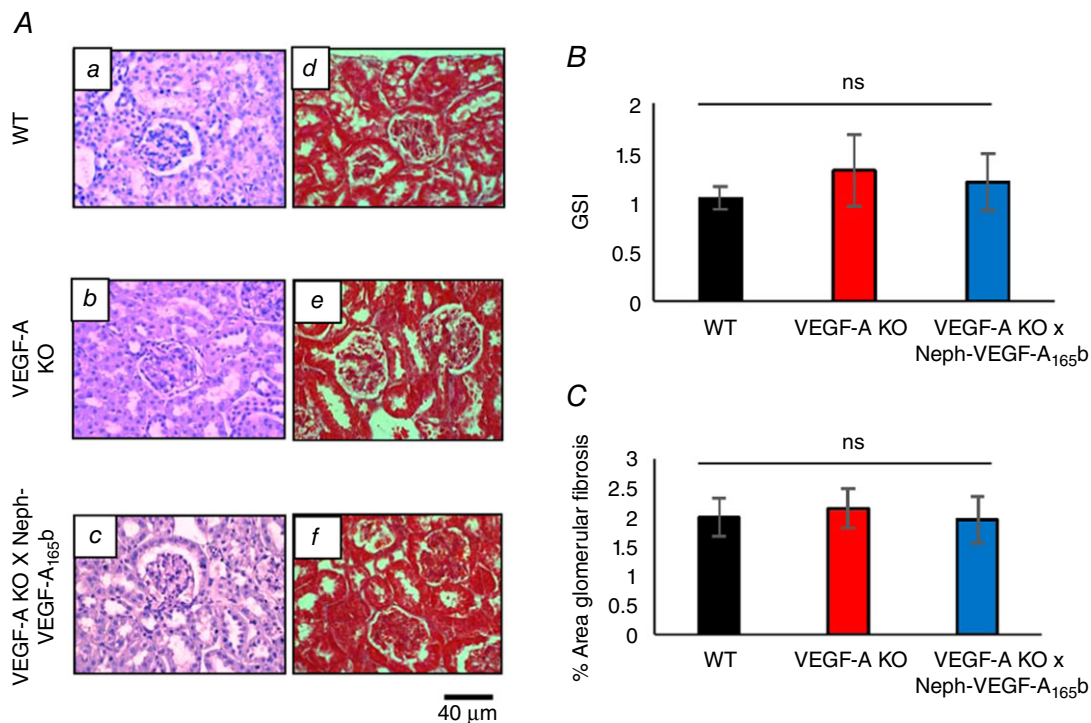 A
WT
a
d
VEGF-A
KO
b
e
VEGF-A KO X Neph-
VEGF-A165b
c
f
40 µm
B
ns
GSI
2
1.5
1
0.5
0
WT
VEGF-A KO
VEGF-A KO x
Neph-VEGF-A165b
C
ns
% Area glomerular fibrosis
3
2.5
2
1.5
1
0.5
0
WT
VEGF-A KO
VEGF-A KO x
Neph-VEGF-A165b